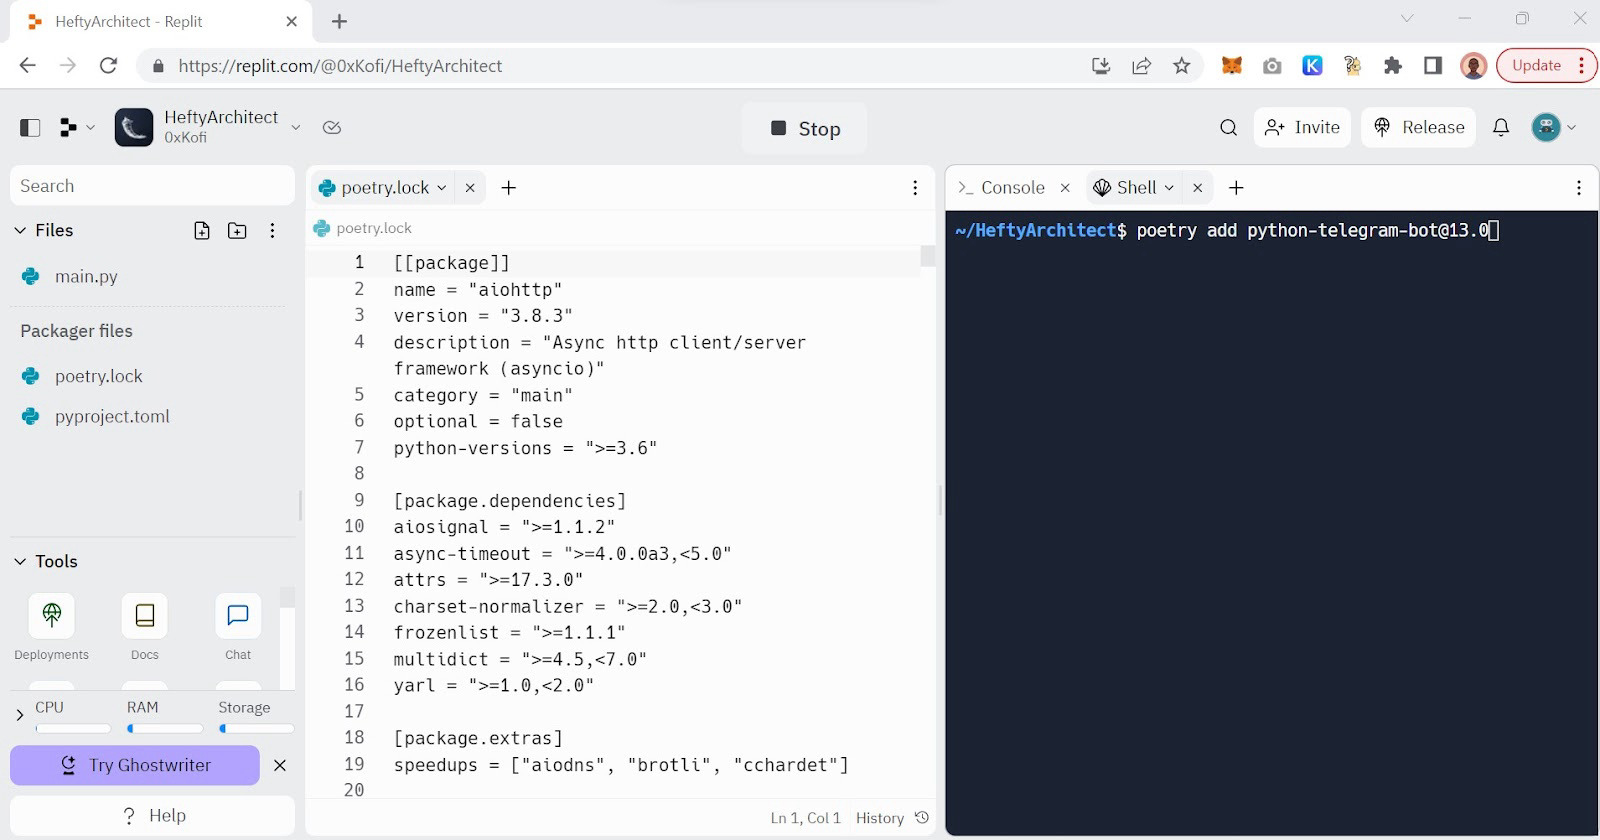 HeftyArchitect - Replit
https://replit.com/@0xKofi/HeftyArchitect
Update
HeftyArchitect
0xKofi
Stop
Invite
Release
Search
Files
main.py
Packager files
poetry.lock
pyproject.toml
Tools
Deployments
Docs
Chat
CPU
RAM
Storage
Try Ghostwriter
? Help
poetry.lock
poetry.lock
1 [[package]]
2 name = "aiohttp"
3 version = "3.8.3"
4 description = "Async http client/server
framework (asyncio)"
5 category = "main"
6 optional = false
7 python-versions = ">=3.6"
8
9 [package.dependencies]
10 aiosignal = ">=1.1.2"
11 async-timeout = ">=4.0.0a3,<5.0"
12 attrs = ">=17.3.0"
13 charset-normalizer = ">=2.0,<3.0"
14 frozenlist = ">=1.1.1"
15 multidict = ">=4.5,<7.0"
16 yarl = ">=1.0,<2.0"
17
18 [package.extras]
19 speedups = ["aiodns", "brotli", "cchardet"]
20
Ln 1, Col 1 History
>_ Console
Shell
~/HeftyArchitect$ poetry add python-telegram-bot@13.0